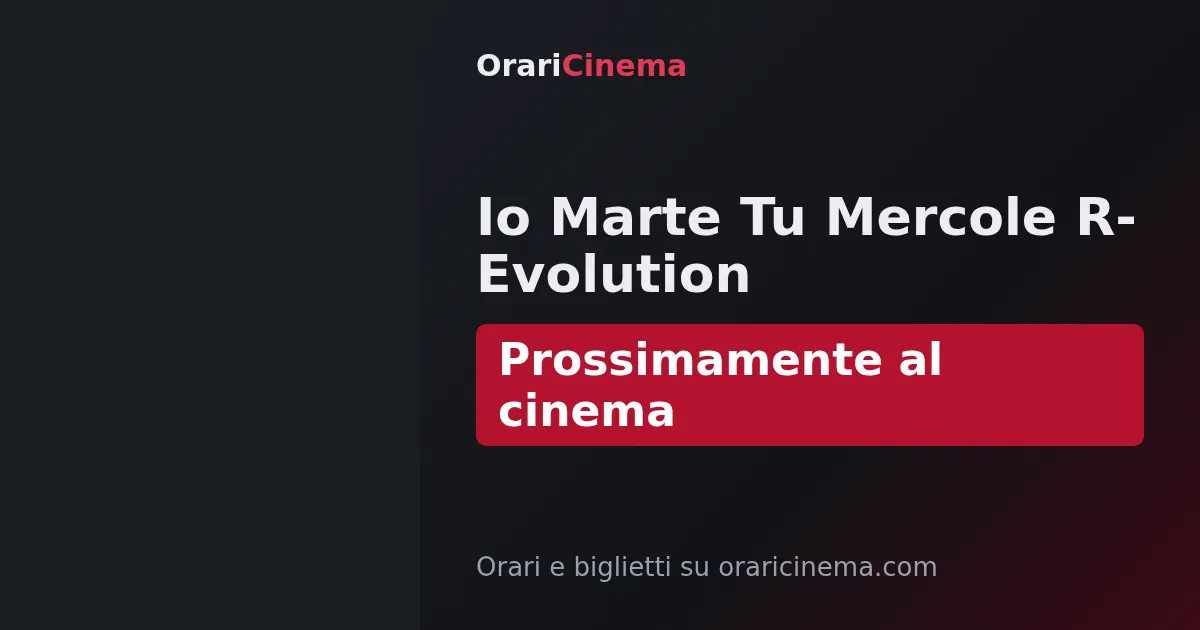 OrariCinema
Io Marte Tu Mercole R-
Evolution
Prossimamente al
cinema
Orari e biglietti su oraricinema.com